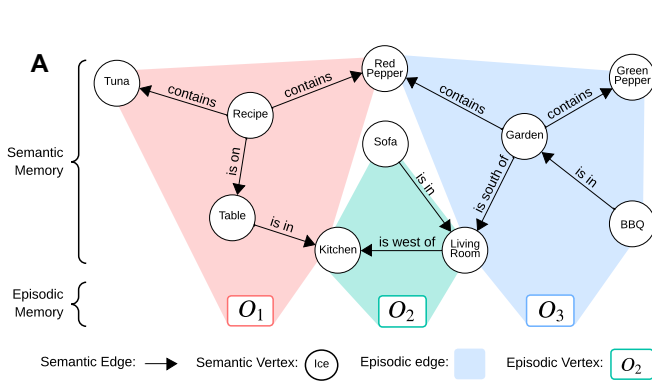 A
Tuna
contains
Recipe
contains
Red
Pepper
contains
Garden
contains
Green
Pepper
Semantic
Memory
is on
Sofa
is in
is south of
is in
Table
is in
Kitchen
is west of
Living
Room
BBQ
Episodic
Memory
O1
O2
O3
Semantic Edge:
Semantic Vertex: Ice
Episodic edge:
Episodic Vertex: O2